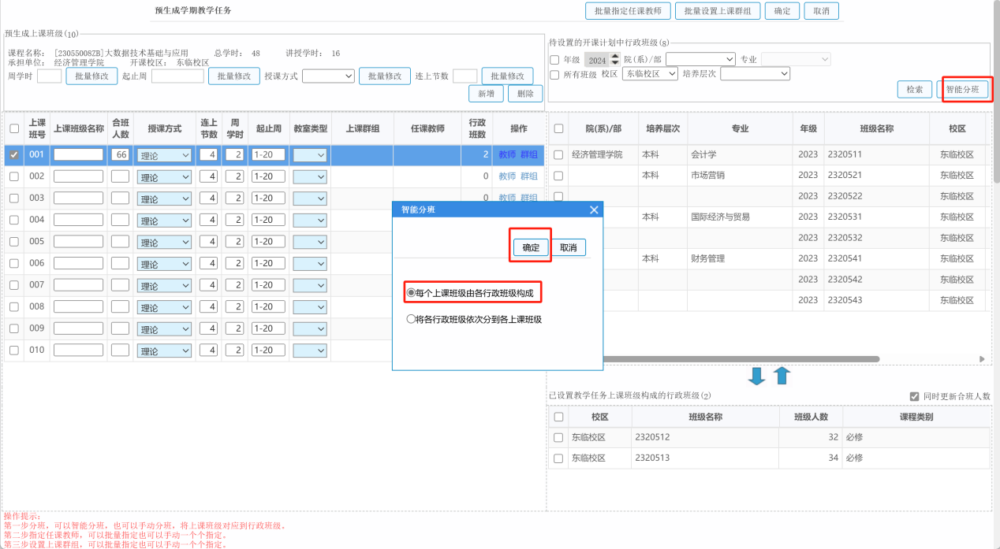 预生成学期教学任务
批量指定任课教师 批量设置上课群组 确定 取消
预生成上课班级(10)
课程名称: [23055008ZB]大数据技术基础与应用 总学时: 48 讲授学时: 16
承担单位: 经济管理学院 开课校区: 东临校区
周学时 批量修改 起止周 批量修改 授课方式 批量修改 连上节数 批量修改
新增 删除
待设置的开课计划中行政班级(8)
年级 2024 院(系)/部 专业
所有班级 校区 东临校区 培养层次
检索 智能分班
上课班号 上课班级名称 合班人数 授课方式 连上节数 周学时 起止周 教室类型 上课群组 任课教师 行政班数 操作
001 66 理论 4 2 1-20 2 教师 群组
002 理论 4 2 1-20 0 教师 群组
003 理论 4 2 1-20 0 教师 群组
004 理论 4 2 1-20
005 理论 4 2 1-20
006 理论 4 2 1-20
007 理论 4 2 1-20
008 理论 4 2 1-20
009 理论 4 2 1-20
010 理论 4 2 1-20
院(系)/部 培养层次 专业 年级 班级名称 校区
经济管理学院 本科 会计学 2023 2320511 东临校区
本科 市场营销 2023 2320521 东临校区
2023 2320522 东临校区
本科 国际经济与贸易 2023 2320531 东临校区
2023 2320532 东临校区
本科 财务管理 2023 2320541 东临校区
2023 2320542 东临校区
2023 2320543 东临校区
智能分班
确定 取消
每个上课班级由各行政班级构成
将各行政班级依次分到各上课班级
已设置教学任务上课班级构成的行政班级(2) 同时更新合班人数
校区 班级名称 班级人数 课程类别
东临校区 2320512 32 必修
东临校区 2320513 34 必修
操作提示:
第一步分班，可以智能分班，也可以手动分班，将上课班级对应到行政班级。
第二步指定任课教师，可以批量指定也可以手动一个个指定。
第三步设置上课群组，可以批量指定也可以手动一个个指定。